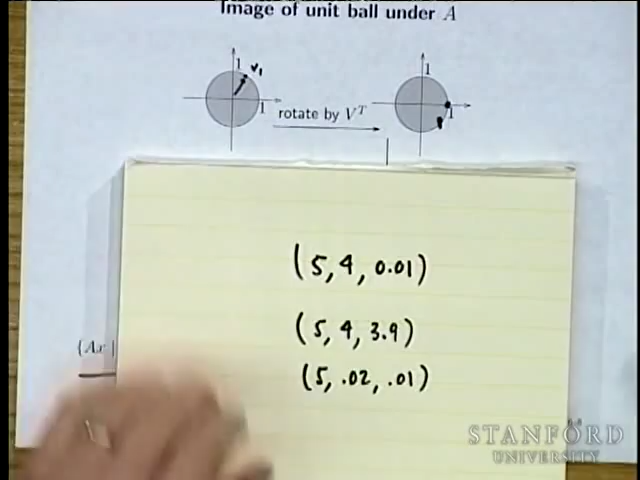 Image of unit ball under A
1
v₁
1
rotate by Vᵀ
1
1
(5, 4, 0.01)
(5, 4, 3.9)
(5, .02, .01)
{Ax |
STANFORD
UNIVERSITY